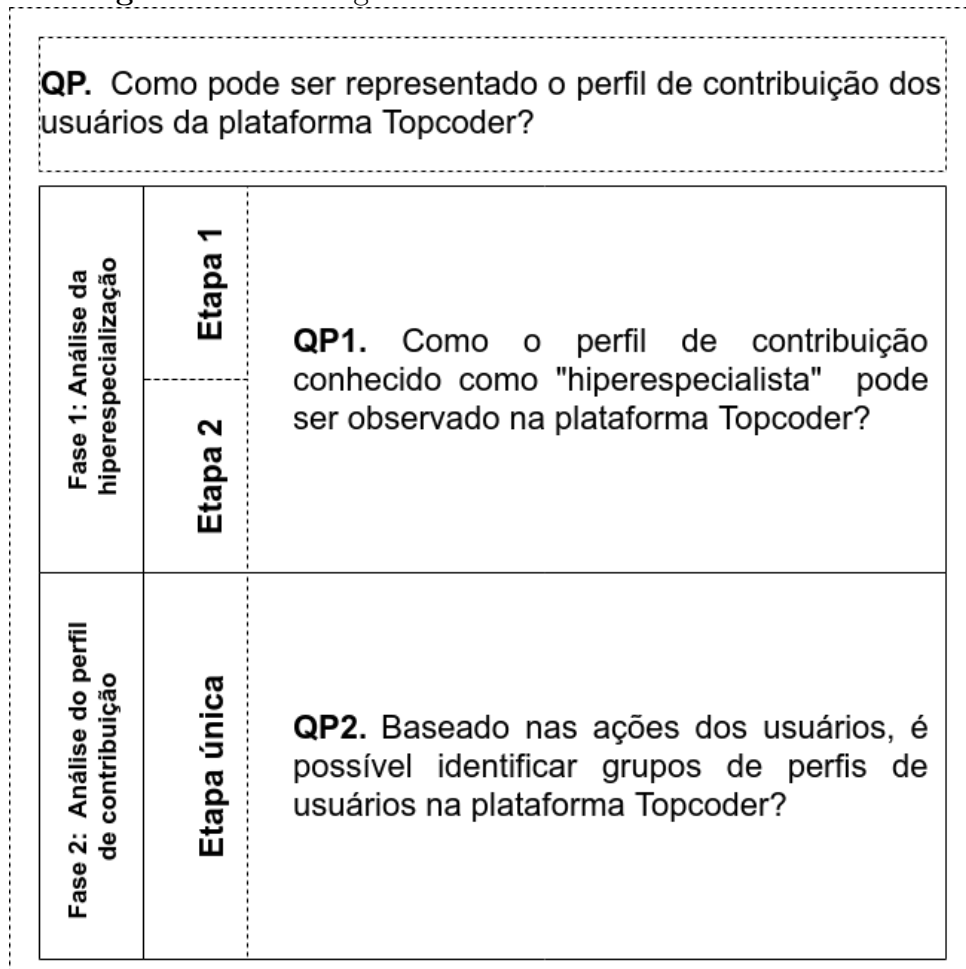 QP. Como pode ser representado o perfil de contribuição dos
usuários da plataforma Topcoder?
Fase 1: Análise da
hiperespecialização
Etapa 1
Etapa 2
QP1. Como o perfil de contribuição
conhecido como "hiperespecialista" pode
ser observado na plataforma Topcoder?
Fase 2: Análise do perfil
de contribuição
Etapa única
QP2. Baseado nas ações dos usuários, é
possível identificar grupos de perfis de
usuários na plataforma Topcoder?